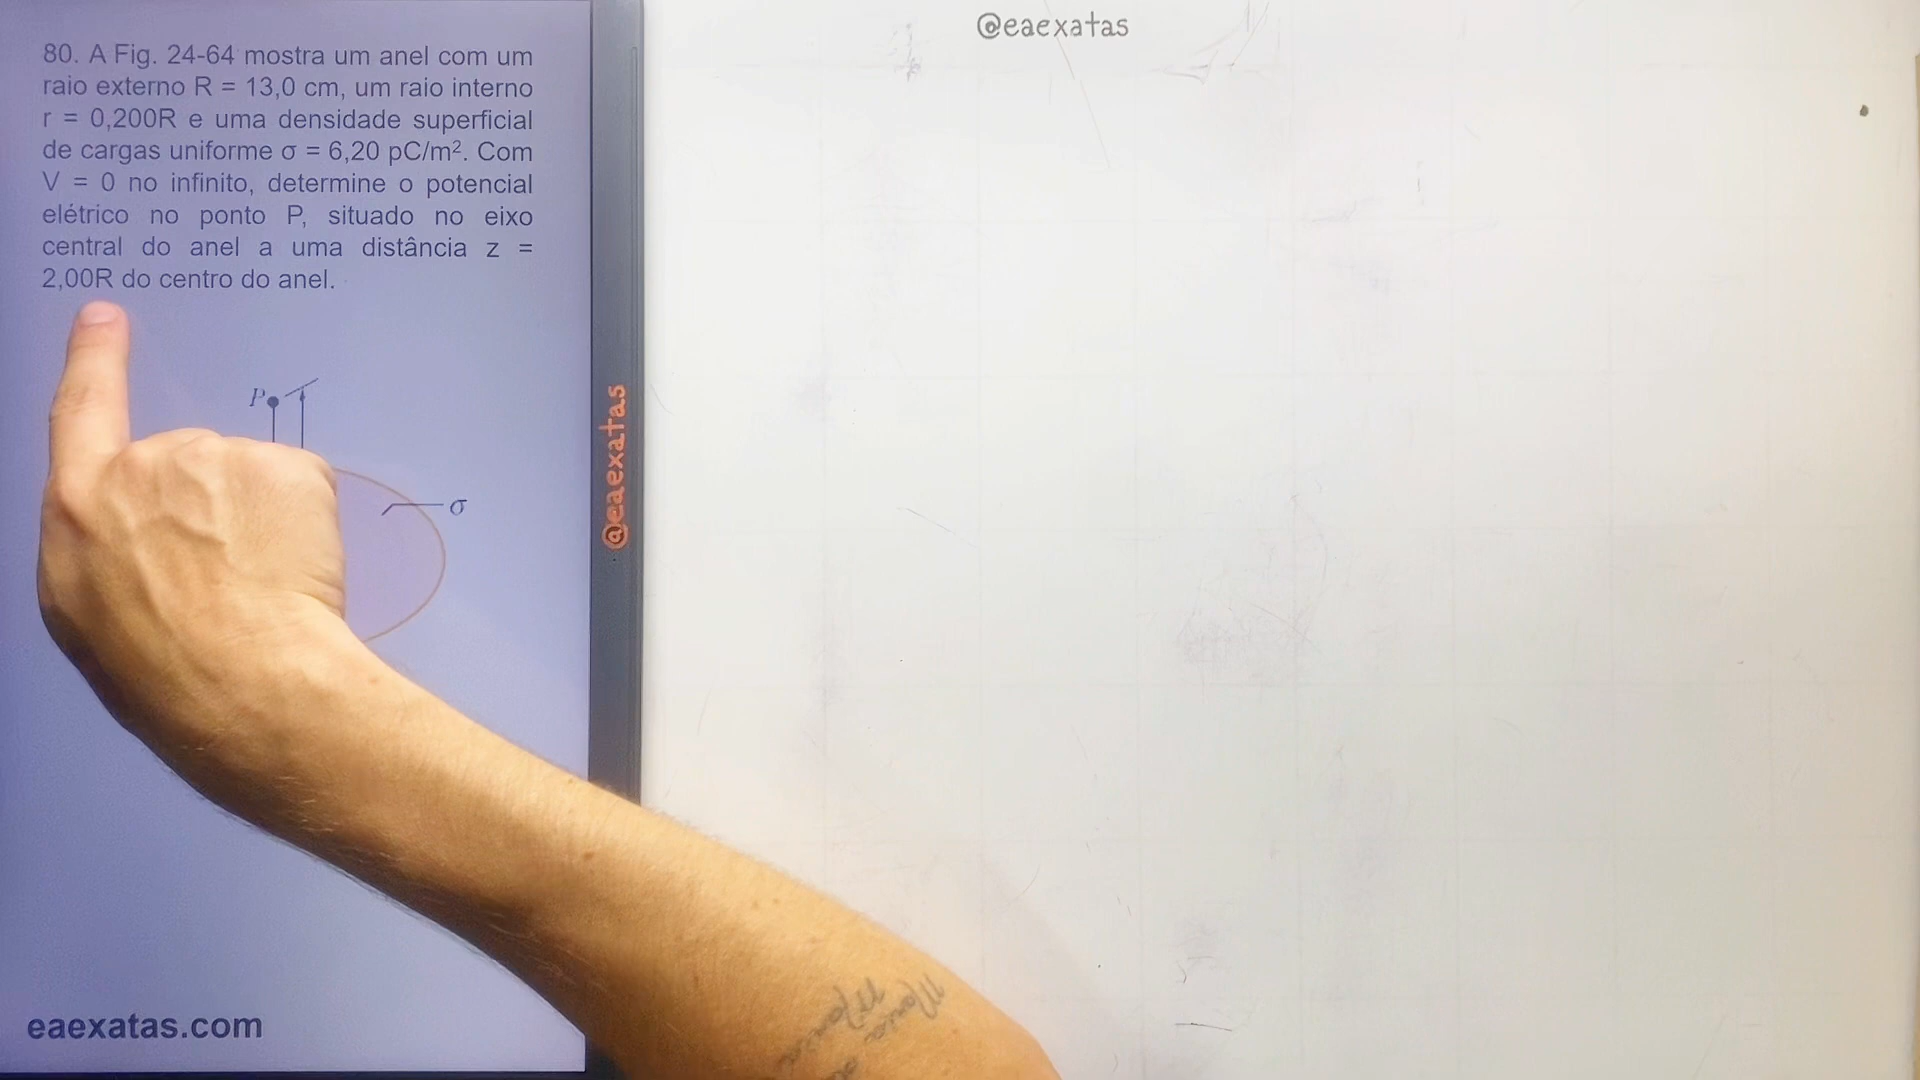 @eaexatas
80. A Fig. 24-64 mostra um anel com um
raio externo R = 13,0 cm, um raio interno
r = 0,200R e uma densidade superficial
de cargas uniforme σ = 6,20 pC/m². Com
V = 0 no infinito, determine o potencial
elétrico no ponto P, situado no eixo
central do anel a uma distância z =
2,00R do centro do anel.
P
σ
@eaexatas
eaexatas.com